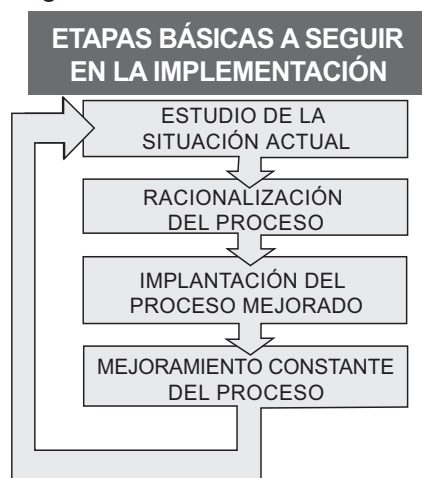 ETAPAS BÁSICAS A SEGUIR
EN LA IMPLEMENTACIÓN
ESTUDIO DE LA
SITUACIÓN ACTUAL
RACIONALIZACIÓN
DEL PROCESO
IMPLANTACIÓN DEL
PROCESO MEJORADO
MEJORAMIENTO CONSTANTE
DEL PROCESO